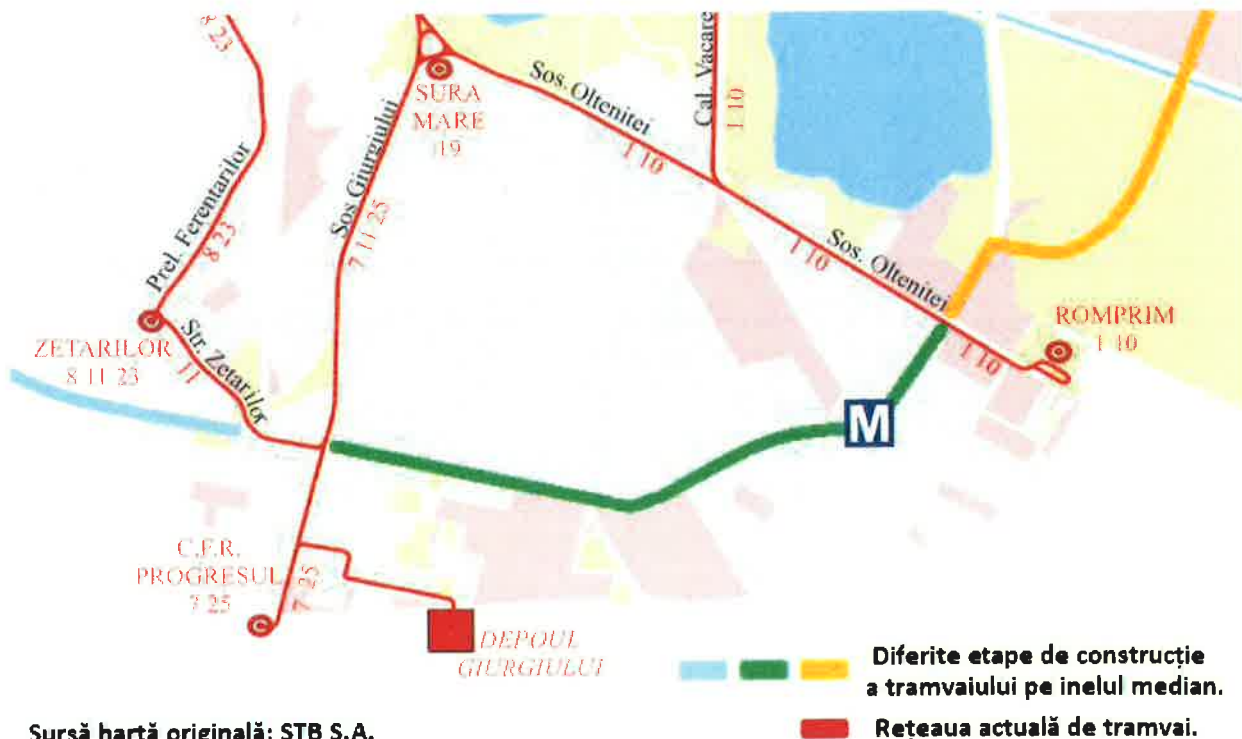 8 23
SURA
MARE
19
Sos. Oltenitei
1 10
Cal. Vacare
1 10
Sos Giurgiului
7 11 25
Prel. Ferentarilor
8 23
Sos. Oltenitei
1 10
1 10
ROMPRIM
1 10
ZETARILOR
8 11 23
Str. Zetarilor
11
M
C.F.R.
PROGRESUL
7 25
7 25
DEPOUL
GIURGIULUI
Diferite etape de construcție
a tramvaiului pe inelul median.
Rețeaua actuală de tramvai.
Sursă hartă originală: STB S.A.